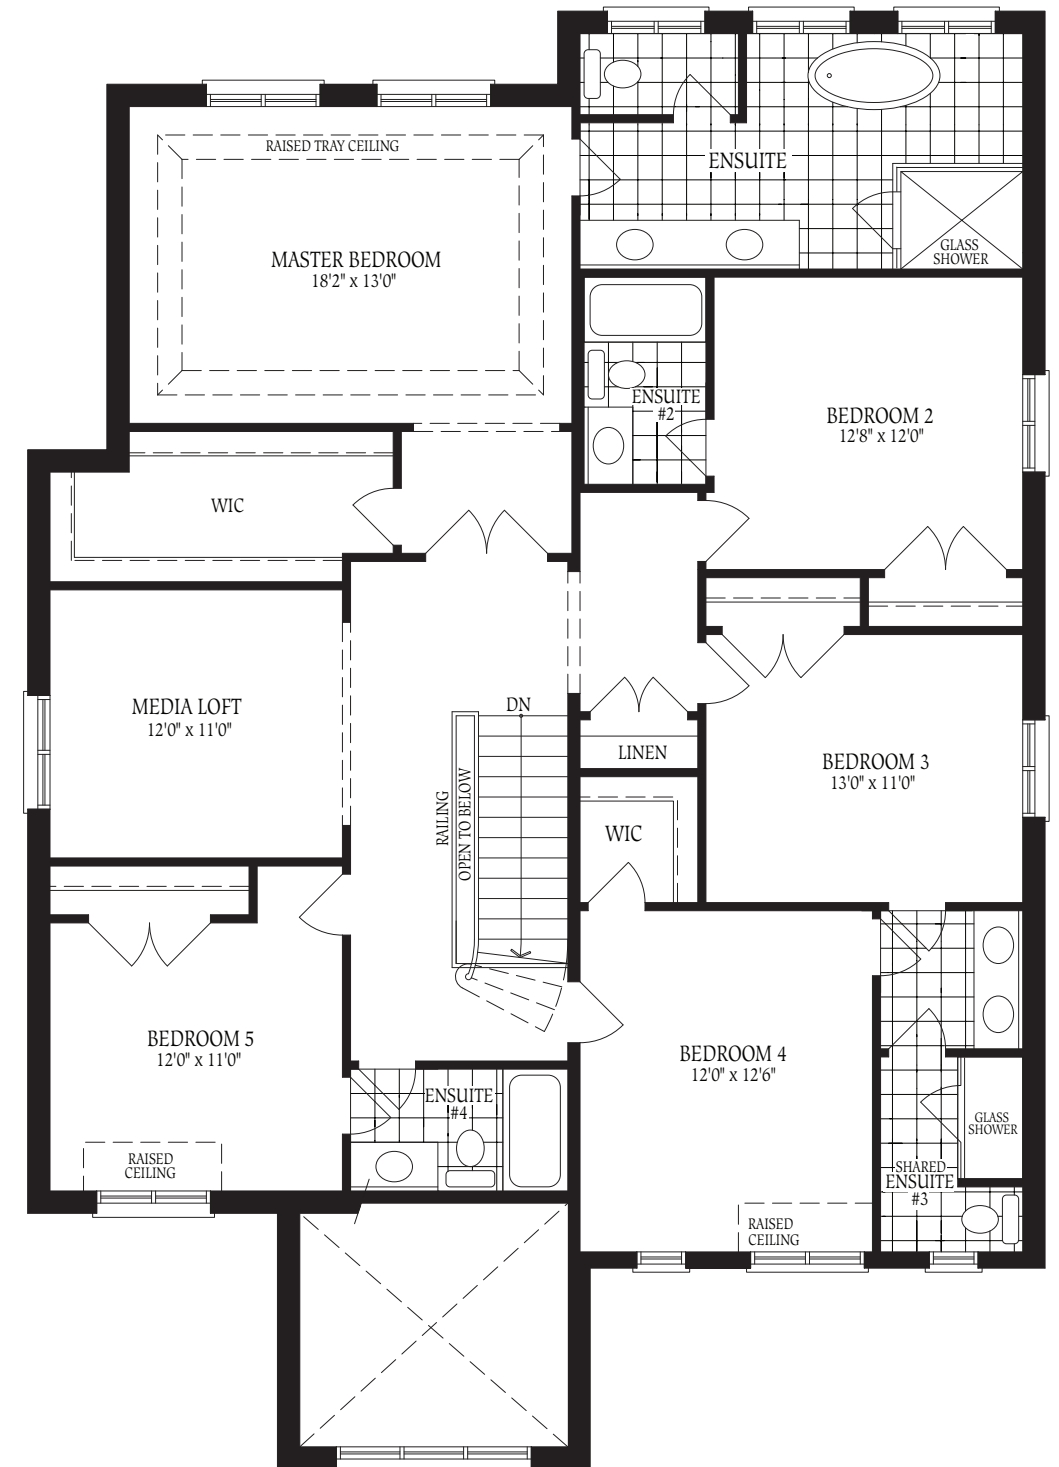 RAISED TRAY CEILING
ENSUITE
MASTER BEDROOM
18'2" x 13'0"
GLASS
SHOWER
ENSUITE
#2
BEDROOM 2
12'8" x 12'0"
WIC
MEDIA LOFT
12'0" x 11'0"
DN
LINEN
RAILING
OPEN TO BELOW
BEDROOM 3
13'0" x 11'0"
WIC
BEDROOM 5
12'0" x 11'0"
BEDROOM 4
12'0" x 12'6"
ENSUITE
#4
GLASS
SHOWER
RAISED
CEILING
SHARED
ENSUITE
#3
RAISED
CEILING